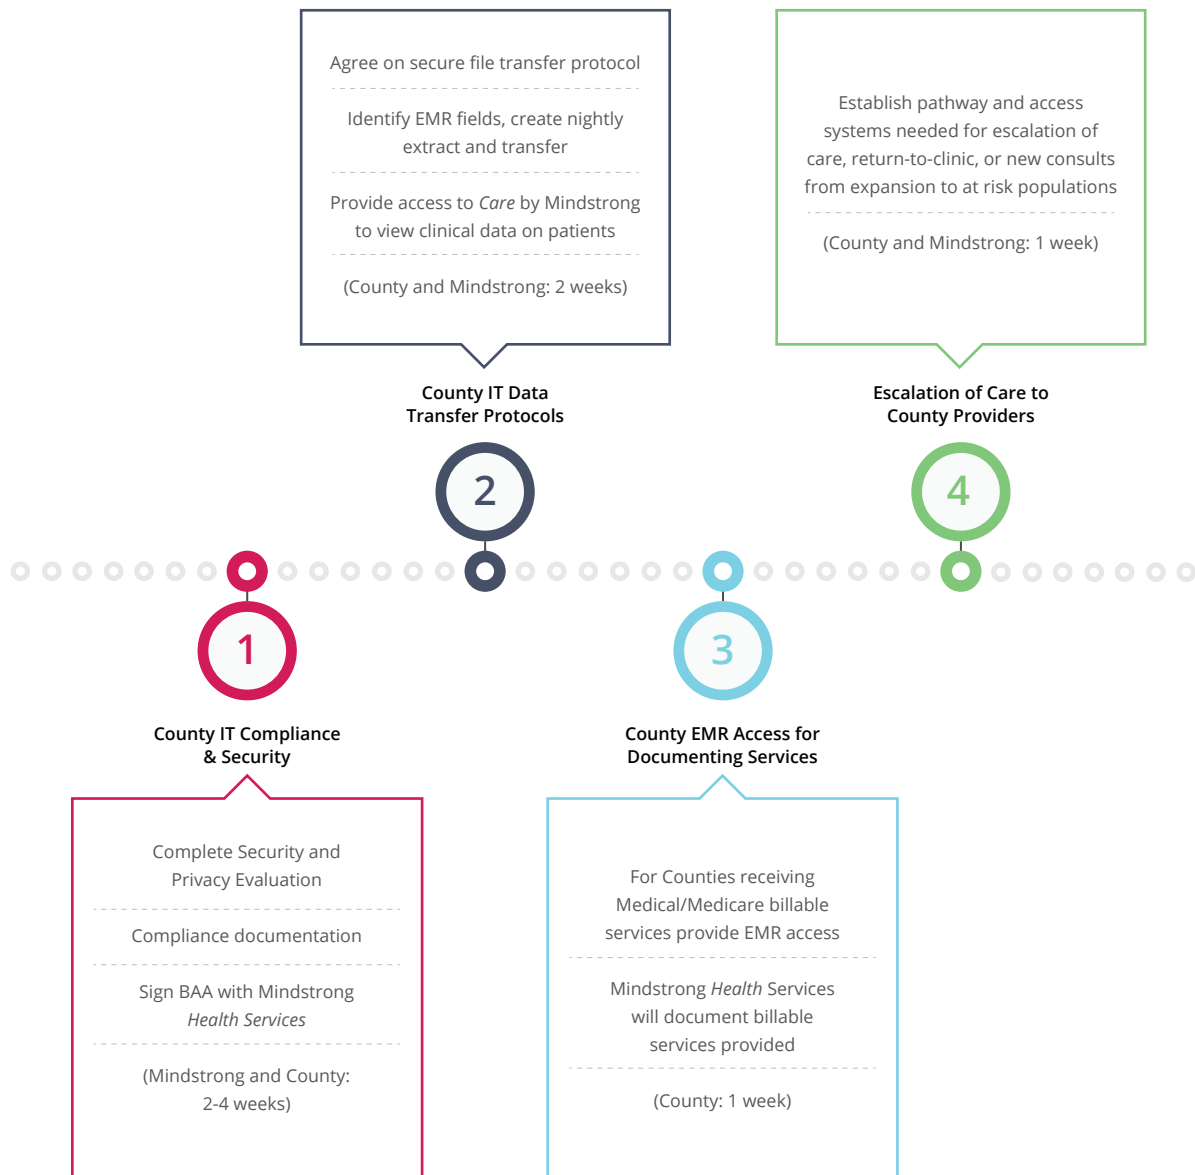 Agree on secure file transfer protocol
Identify EMR fields, create nightly
extract and transfer
Provide access to Care by Mindstrong
to view clinical data on patients
(County and Mindstrong: 2 weeks)
County IT Data
Transfer Protocols
2
Establish pathway and access
systems needed for escalation of
care, return-to-clinic, or new consults
from expansion to at risk populations
(County and Mindstrong: 1 week)
Escalation of Care to
County Providers
4
1
County IT Compliance
& Security
Complete Security and
Privacy Evaluation
Compliance documentation
Sign BAA with Mindstrong
Health Services
(Mindstrong and County:
2-4 weeks)
3
County EMR Access for
Documenting Services
For Counties receiving
Medical/Medicare billable
services provide EMR access
Mindstrong Health Services
will document billable
services provided
(County: 1 week)